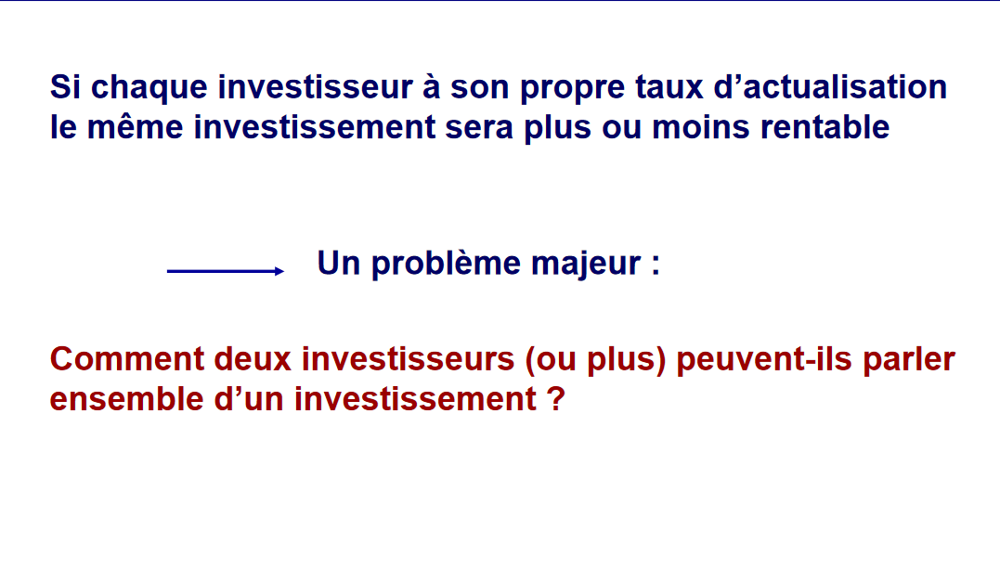 Si chaque investisseur à son propre taux d’actualisation
le même investissement sera plus ou moins rentable
Un problème majeur :
Comment deux investisseurs (ou plus) peuvent-ils parler
ensemble d’un investissement ?